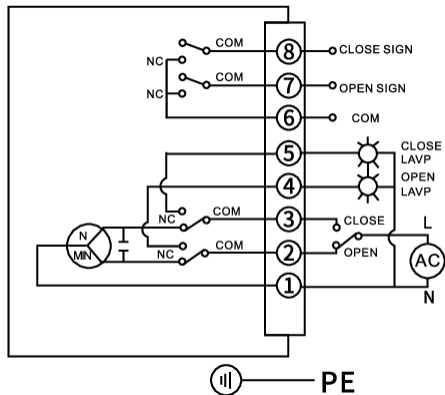 COM 8 CLOSE SIGN
NC COM 7 OPEN SIGN
NC 6 COM
5 CLOSE LAVP
4 OPEN LAVP
NC COM 3 CLOSE
L
N
MIN
NC COM 2 OPEN
AC
1 N
PE